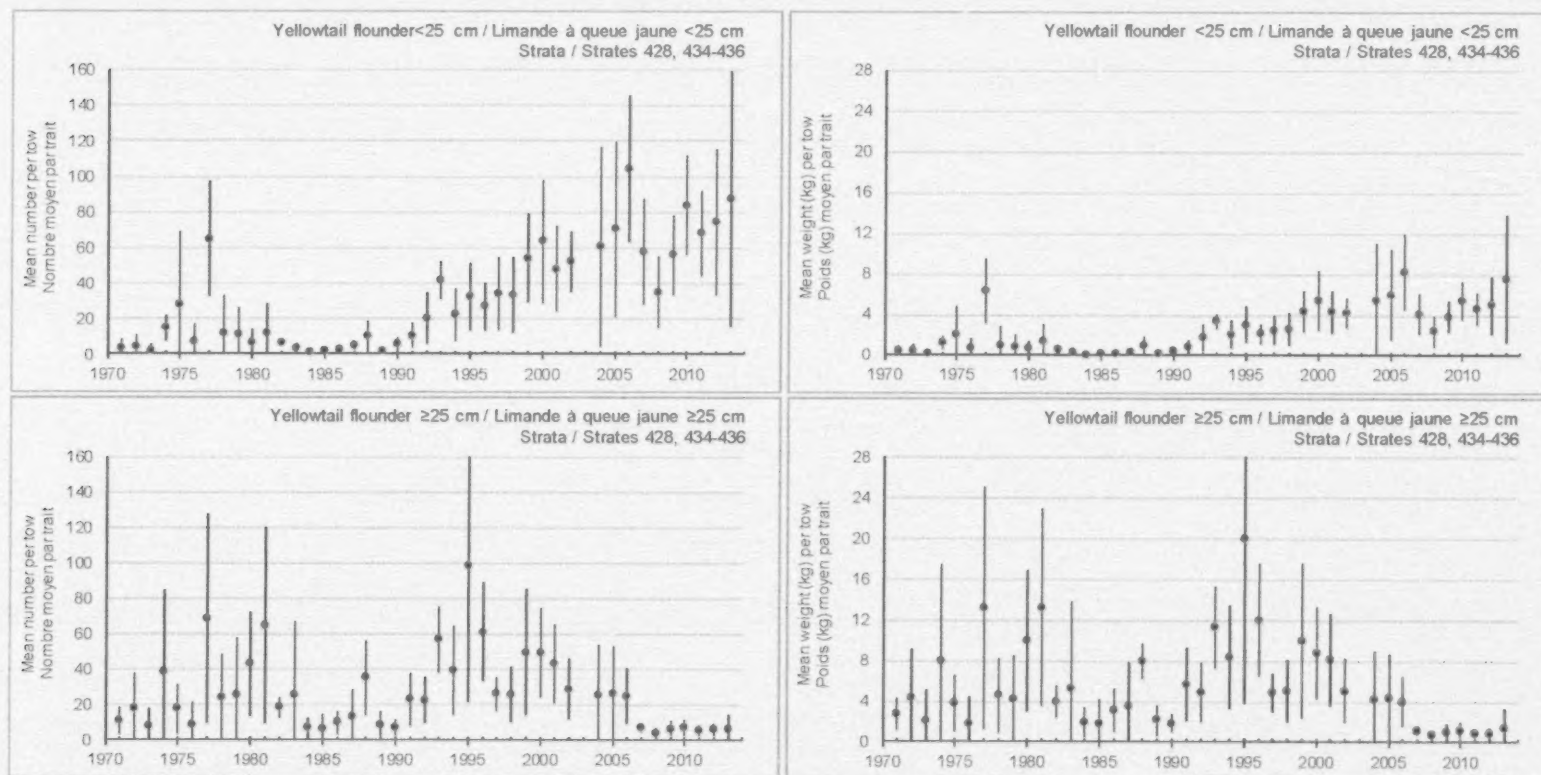 Yellowtail flounder<25 cm / Limande à queue jaune <25 cm
Strata / Strates 428, 434-436
Mean number per tow
Nombre moyen par trait
160
140
120
100
80
60
40
20
0
1970 1975 1980 1985 1990 1995 2000 2005 2010
Yellowtail flounder <25 cm / Limande à queue jaune <25 cm
Strata / Strates 428, 434-436
Mean weight (kg) per tow
Poids (kg) moyen par trait
28
24
20
16
12
8
4
0
1970 1975 1980 1985 1990 1995 2000 2005 2010
Yellowtail flounder ≥25 cm / Limande à queue jaune ≥25 cm
Strata / Strates 428, 434-436
Mean number per tow
Nombre moyen par trait
160
140
120
100
80
60
40
20
0
1970 1975 1980 1985 1990 1995 2000 2005 2010
Yellowtail flounder ≥25 cm / Limande à queue jaune ≥25 cm
Strata / Strates 428, 434-436
Mean weight (kg) per tow
Poids (kg) moyen par trait
28
24
20
16
12
8
4
0
1970 1975 1980 1985 1990 1995 2000 2005 2010